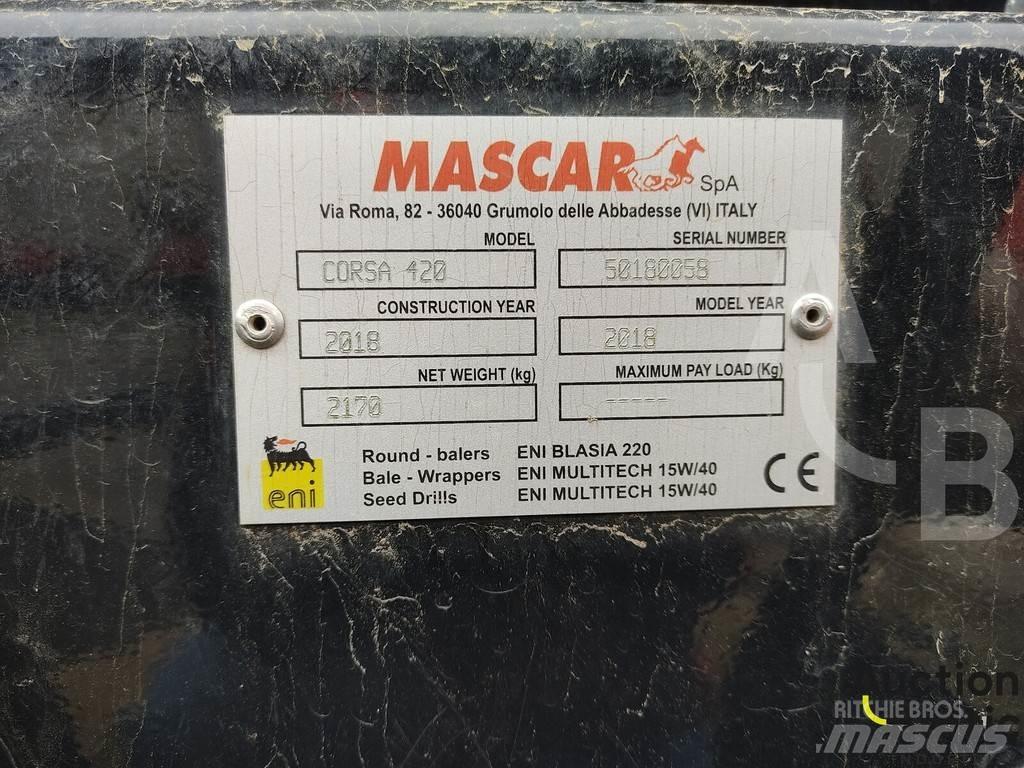 MASCAR SpA
Via Roma, 82 - 36040 Grumolo delle Abbadesse (VI) ITALY
MODEL SERIAL NUMBER
CORSA 420 50180058
CONSTRUCTION YEAR MODEL YEAR
2018 2018
NET WEIGHT (kg) MAXIMUM PAY LOAD (Kg)
2170 -----
Round - balers ENI BLASIA 220
Bale - Wrappers ENI MULTITECH 15W/40
Seed Drills ENI MULTITECH 15W/40
eni
CE
A
B
uction
RITCHIE BROS.
MASCUS